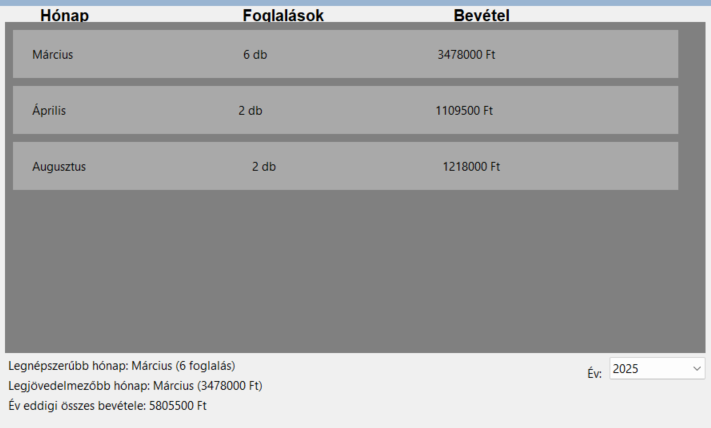 Hónap Foglalások Bevétel
Március 6 db 3478000 Ft
Április 2 db 1109500 Ft
Augusztus 2 db 1218000 Ft
Legnépszerűbb hónap: Március (6 foglalás)
Év: 2025
Legjövedelmezőbb hónap: Március (3478000 Ft)
Év eddigi összes bevétele: 5805500 Ft